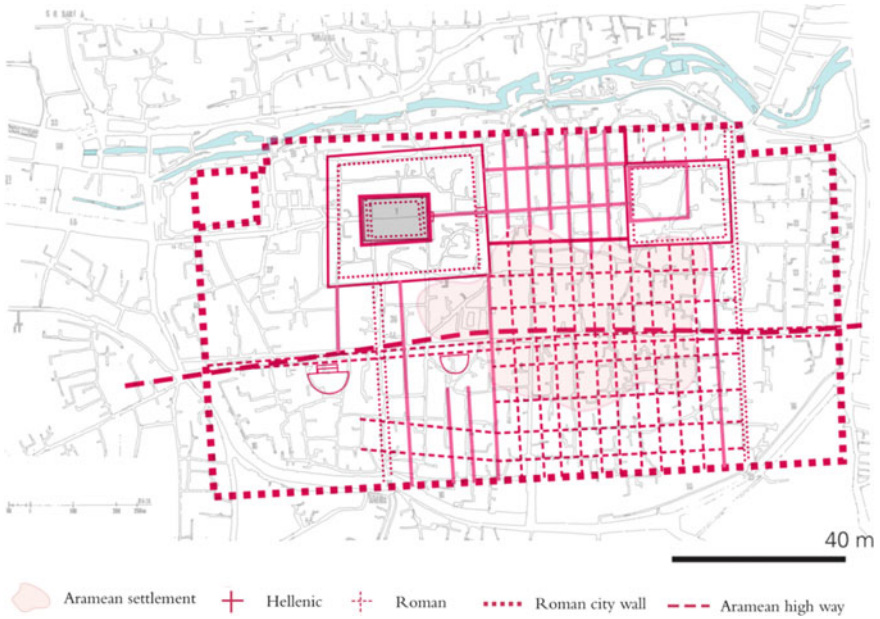 40 m
Aramean settlement
Hellenic
Roman
Roman city wall
Aramean high way